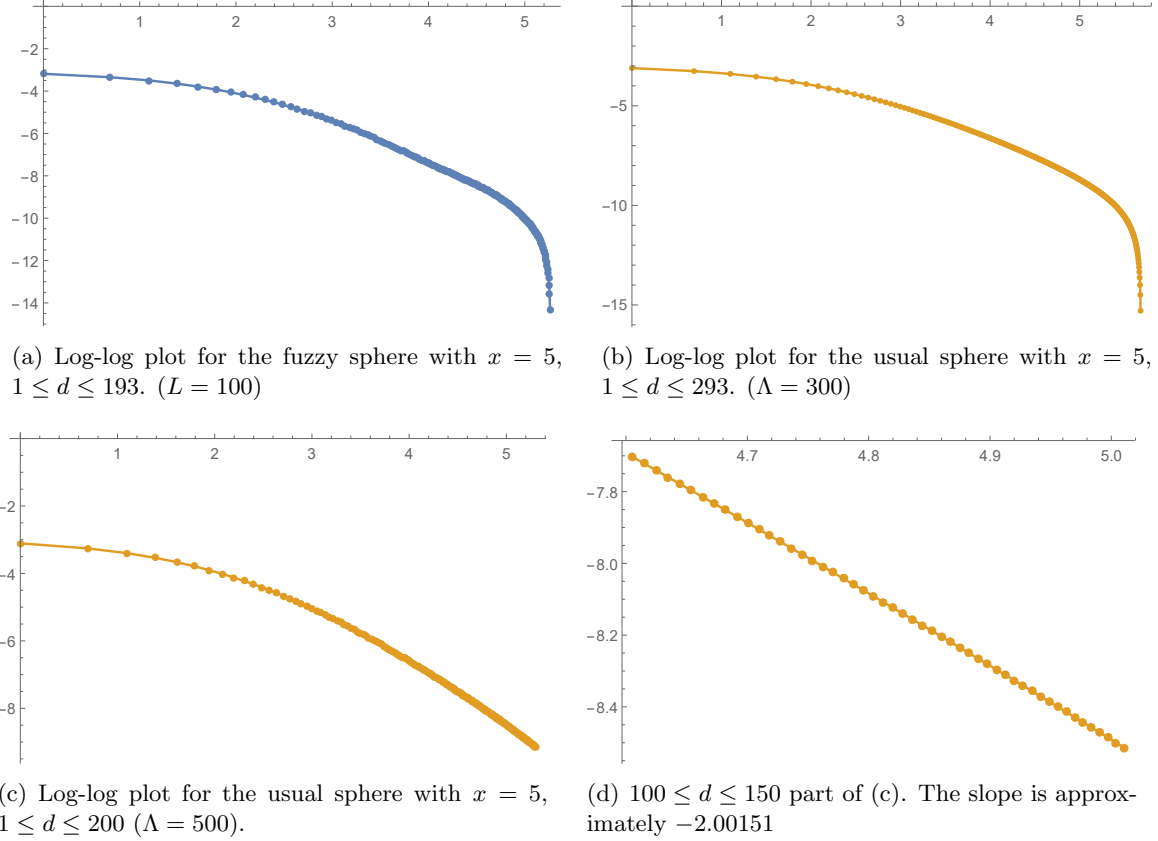 1 2 3 4 5
−2
−4
−6
−8
−10
−12
−14
(a) Log-log plot for the fuzzy sphere with x = 5,
1 ≤ d ≤ 193. (L = 100)
1 2 3 4 5
−5
−10
−15
(b) Log-log plot for the usual sphere with x = 5,
1 ≤ d ≤ 293. (Λ = 300)
1 2 3 4 5
−2
−4
−6
−8
(c) Log-log plot for the usual sphere with x = 5,
1 ≤ d ≤ 200 (Λ = 500).
4.7 4.8 4.9 5.0
−7.8
−8.0
−8.2
−8.4
(d) 100 ≤ d ≤ 150 part of (c). The slope is approx-
imately −2.00151